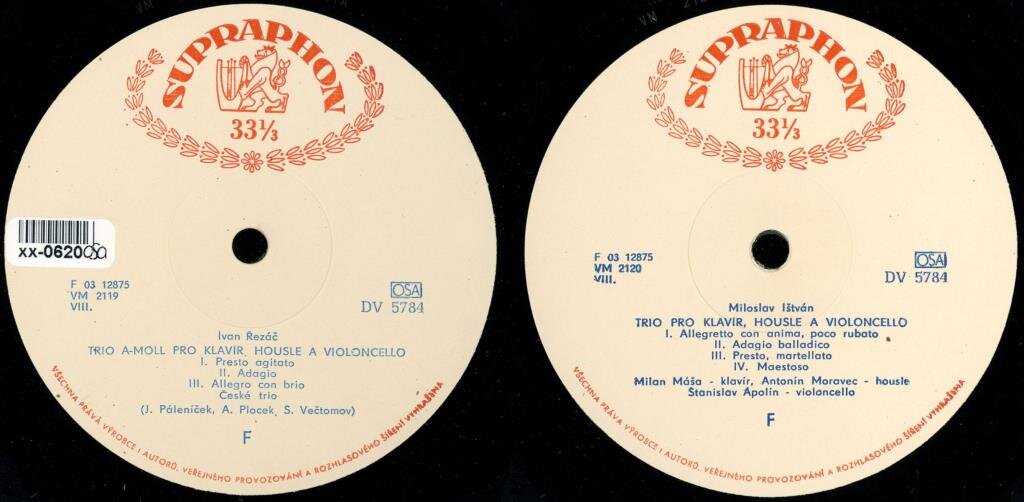 SUPRAPHON
33⅓
xx-0620
F 03 12875
VM 2119
VIII.
OSA
DV 5784
Ivan Řezáč
TRIO A-MOLL PRO KLAVÍR, HOUSLE A VIOLONCELLO
I. Presto agitato
II. Adagio
III. Allegro con brio
České trio
(J. Páleníček, A. Plocek, S. Večtomov)
F
VŠECHNA PRÁVA VÝROBCE I AUTORŮ, VEŘEJNÉHO PROVOZOVÁNÍ A ROZHLASOVÉHO ŠÍŘENÍ VYHRAŽENA
SUPRAPHON
33⅓
F 03 12875
VM 2120
VIII.
OSA
DV 5784
Miloslav Ištván
TRIO PRO KLAVÍR, HOUSLE A VIOLONCELLO
I. Allegretto con anima, poco rubato
II. Adagio balladico
III. Presto, martellato
IV. Maestoso
Milan Máša - klavír, Antonín Moravec - housle
Stanislav Apolín - violoncello
F
VŠECHNA PRÁVA VÝROBCE I AUTORŮ, VEŘEJNÉHO PROVOZOVÁNÍ A ROZHLASOVÉHO ŠÍŘENÍ VYHRAŽENA